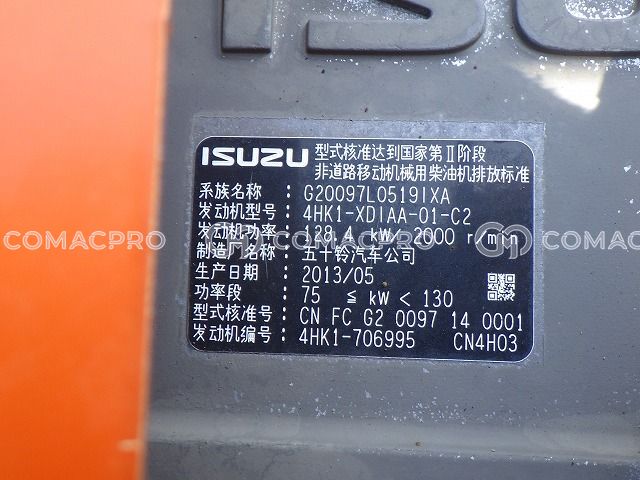 ISU
ISUZU 型式核准达到国家第Ⅱ阶段
非道路移动机械用柴油机排放标准
系族名称 : G20097L0519IXA
发动机型号: 4HK1-XDIAA-01-C2
发动机功率: 128.4 kW/ 2000 r/min
制造厂名称: 五十铃汽车公司
生产日期 : 2013/05
功率段 : 75 ≦ kW < 130
型式核准号: CN FC G2 0097 14 0001
发动机编号: 4HK1-706995 CN4H03
COMACPRO COMACPRO